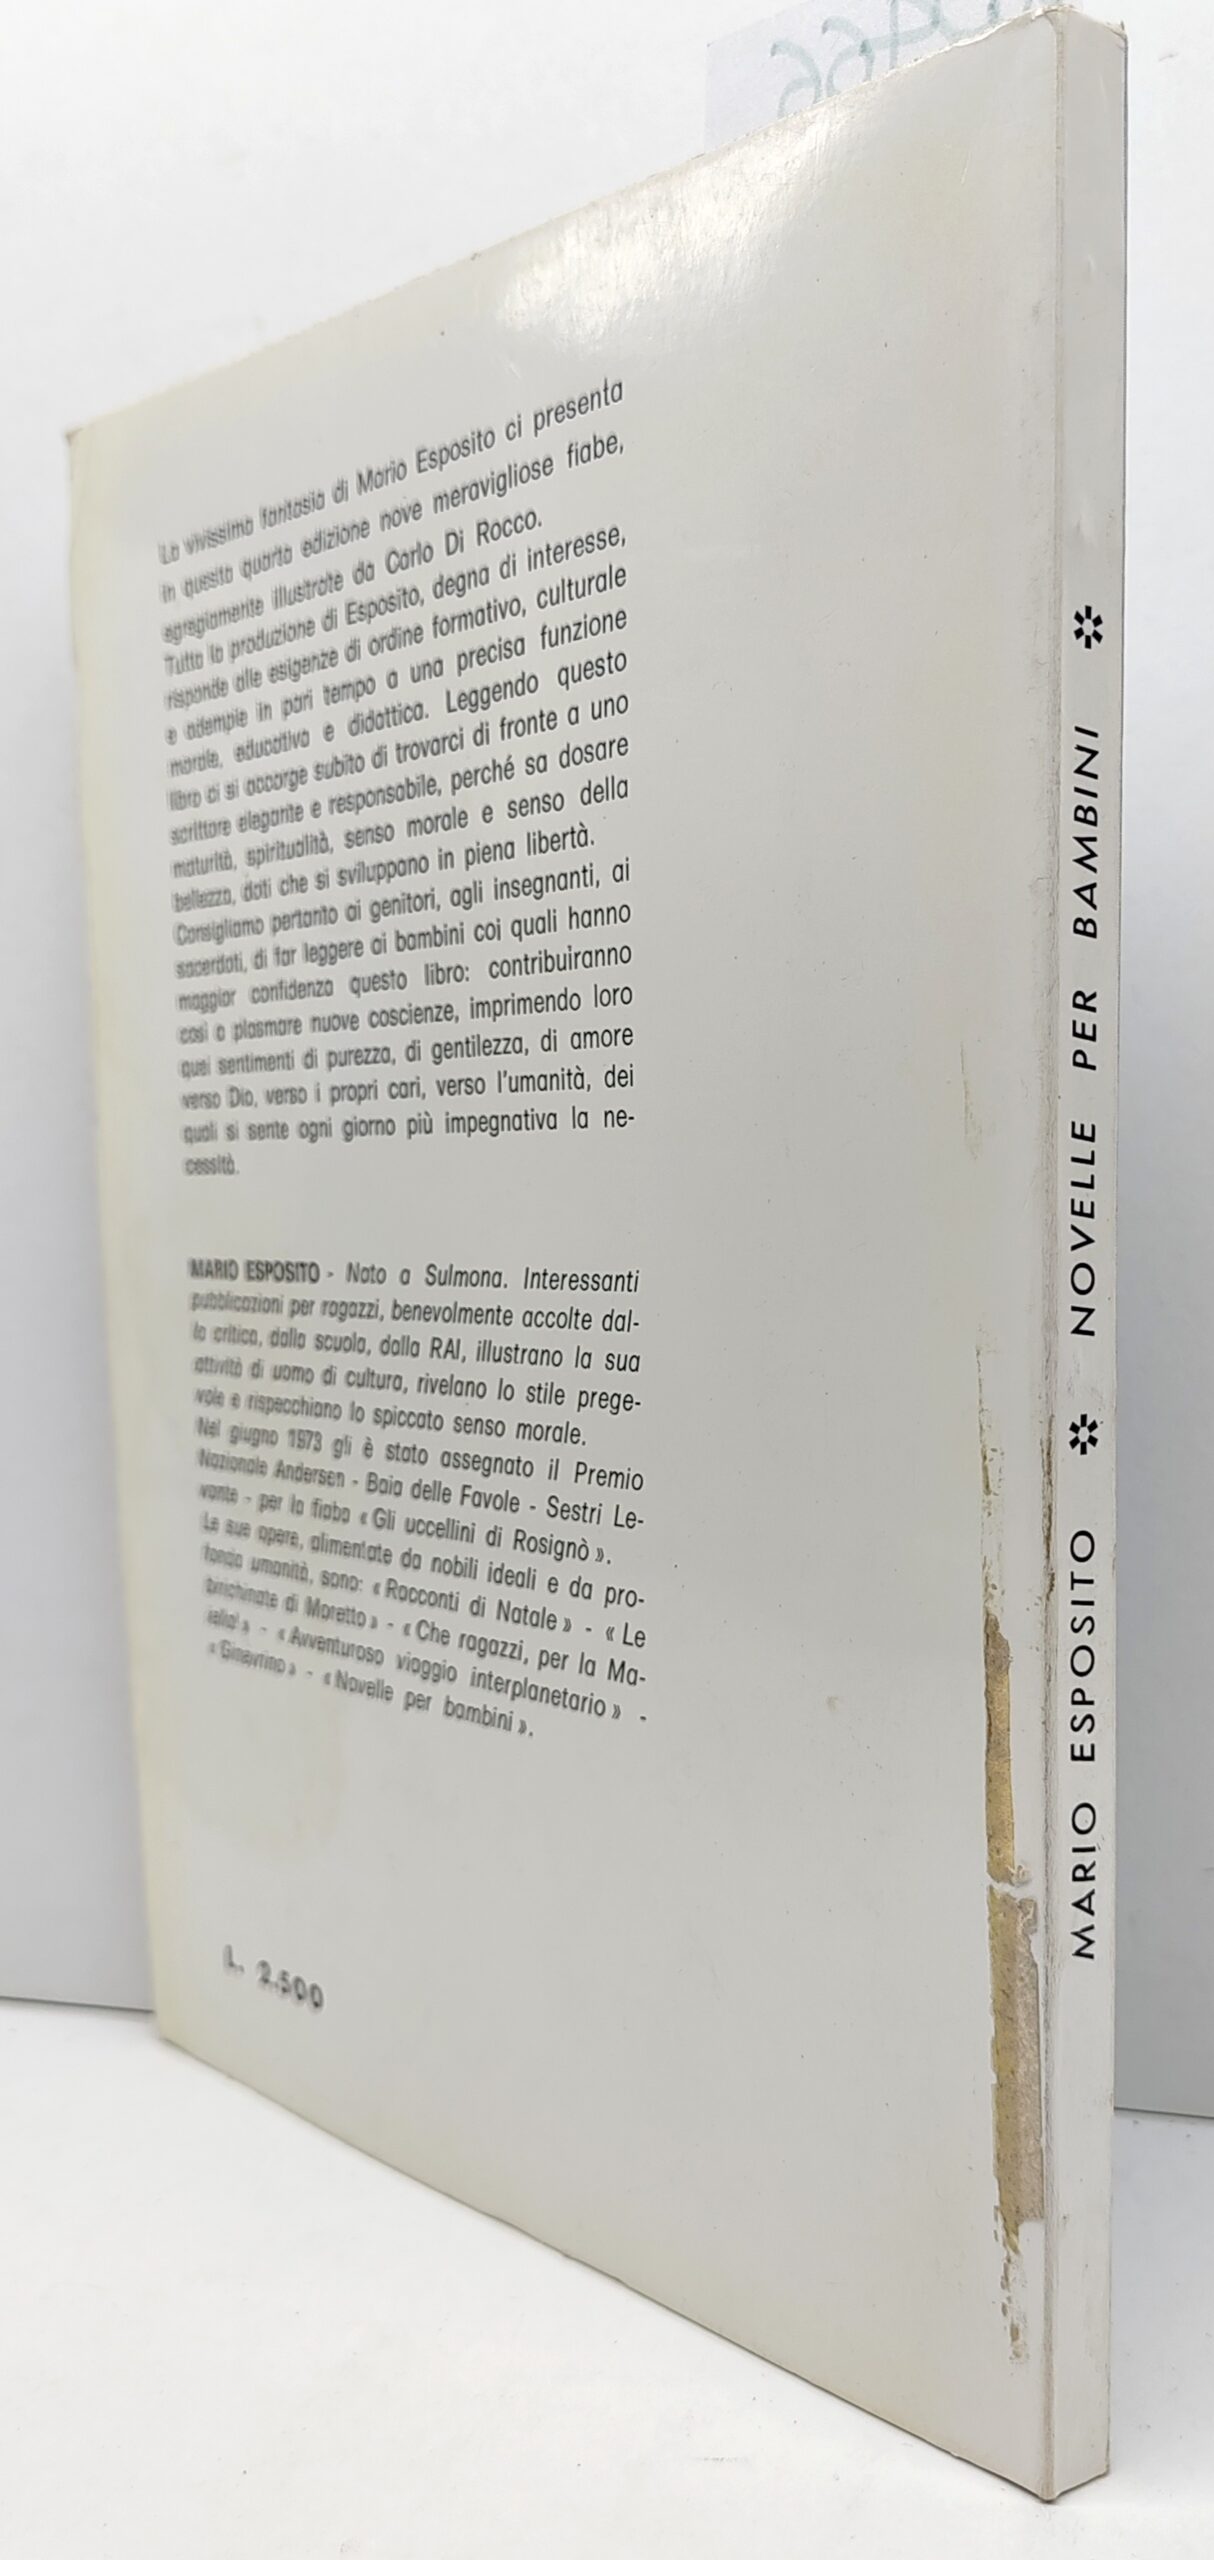 La vivissima fantasia di Mario Esposito ci presenta
in questa quarta edizione nove meravigliose fiabe,
egregiamente illustrate da Carlo Di Rocco.
Tutta la produzione di Esposito, degna di interesse,
risponde alle esigenze di ordine formativo, culturale
e adempie in pari tempo a una precisa funzione
morale, educativa e didattica. Leggendo questo
libro ci si accorge subito di trovarci di fronte a uno
scrittore elegante e responsabile, perché sa dosare
maturità, spiritualità, senso morale e senso della
bellezza, doti che si sviluppano in piena libertà.
Consigliamo pertanto ai genitori, agli insegnanti, ai
sacerdoti, di far leggere ai bambini coi quali hanno
maggior confidenza questo libro: contribuiranno
così a plasmare nuove coscienze, imprimendo loro
quei sentimenti di purezza, di gentilezza, di amore
verso Dio, verso i propri cari, verso l'umanità, dei
quali si sente ogni giorno più impegnativa la ne-
cessità.
MARIO ESPOSITO - Nato a Sulmona. Interessanti
pubblicazioni per ragazzi, benevolmente accolte dal-
la critica, dalla scuola, dalla RAI, illustrano la sua
attività di uomo di cultura, rivelano lo stile prege-
vole e rispecchiano lo spiccato senso morale.
Nel giugno 1973 gli è stato assegnato il Premio
Nazionale Andersen - Baia delle Favole - Sestri Le-
vante - per la fiaba « Gli uccellini di Rosignò ».
Le sue opere, alimentate da nobili ideali e da pro-
fonda umanità, sono: « Racconti di Natale » - « Le
birichinate di Moretto » - « Che ragazzi, per la Ma-
iella! » - « Avventuroso viaggio interplanetario » -
« Ginevrino » - « Novelle per bambini ».
L. 2.500
MARIO ESPOSITO * NOVELLE PER BAMBINI *